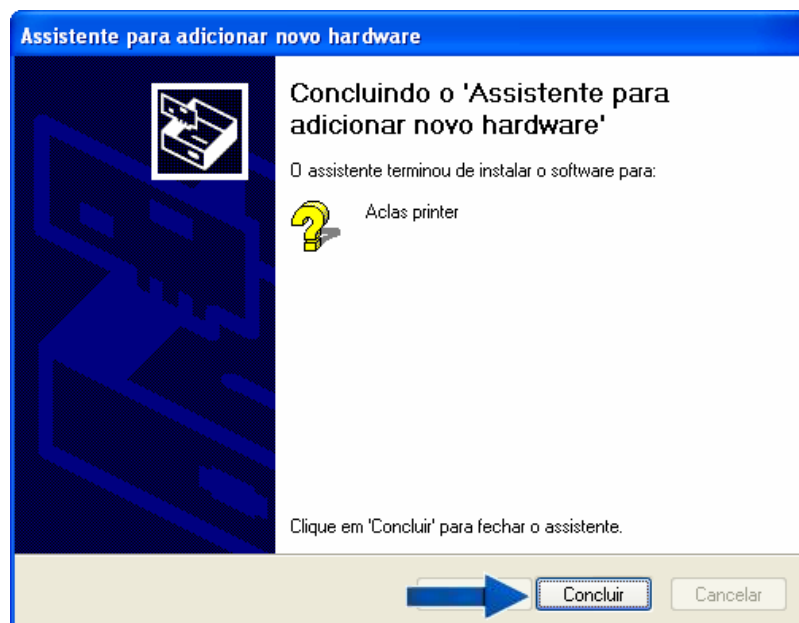 Assistente para adicionar novo hardware
Concluindo o 'Assistente para
adicionar novo hardware'
O assistente terminou de instalar o software para:
Aclas printer
Clique em 'Concluir' para fechar o assistente.
Concluir
Cancelar